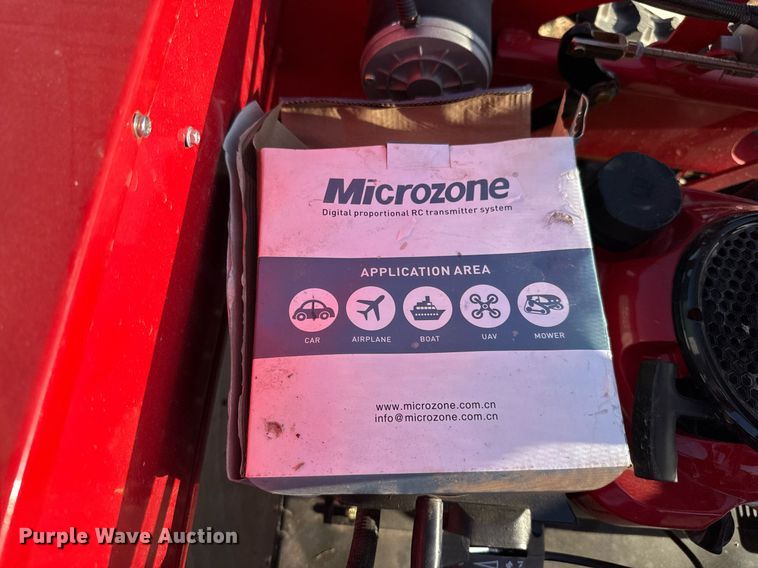 Microzone
Digital proportional RC transmitter system
APPLICATION AREA
CAR AIRPLANE BOAT UAV MOWER
www.microzone.com.cn
info@microzone.com.cn
Purple Wave Auction